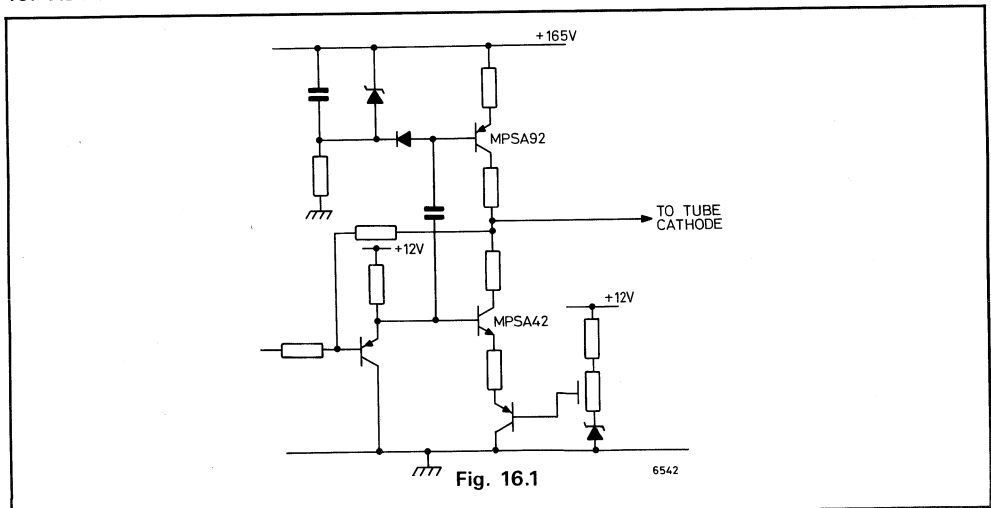 +165V
MPSA92
TO TUBE
CATHODE
+12V
+12V
MPSA42
6542
Fig. 16.1